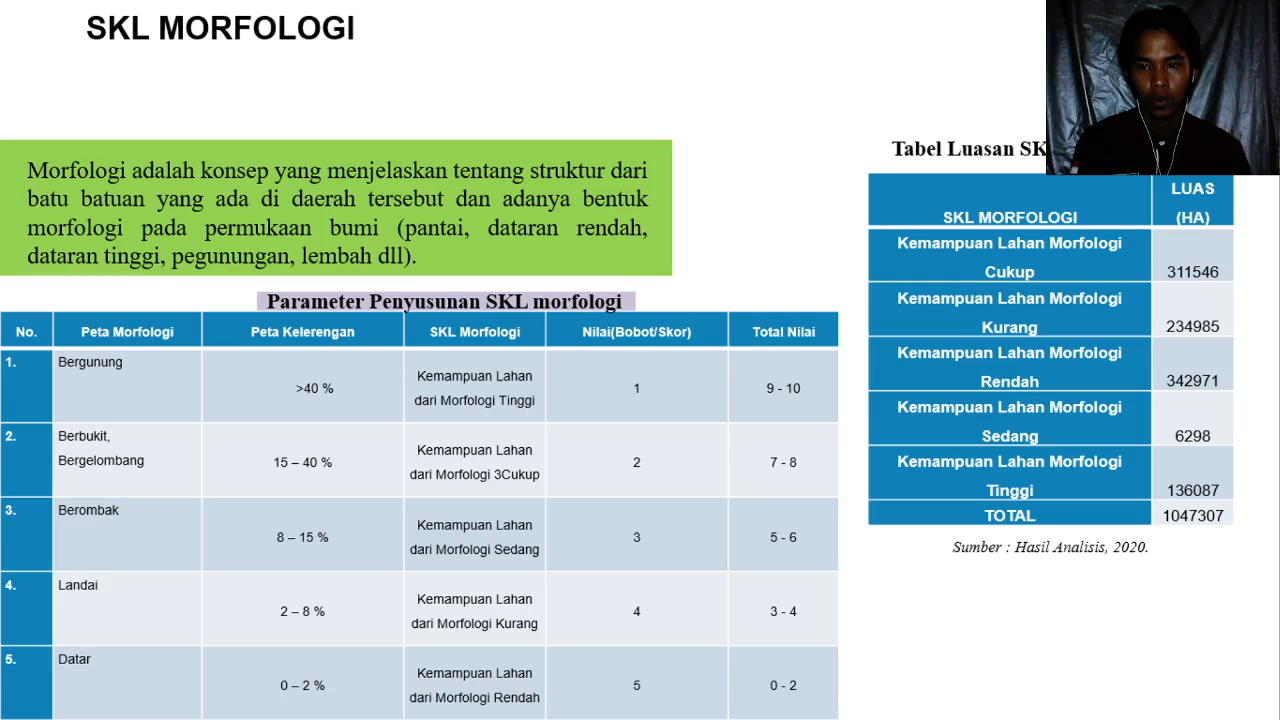 SKL MORFOLOGI
Morfologi adalah konsep yang menjelaskan tentang struktur dari
batu batuan yang ada di daerah tersebut dan adanya bentuk
morfologi pada permukaan bumi (pantai, dataran rendah,
dataran tinggi, pegunungan, lembah dll).
Parameter Penyusunan SKL morfologi
No. Peta Morfologi Peta Kelerengan SKL Morfologi Nilai(Bobot/Skor) Total Nilai
1. Bergunung >40 % Kemampuan Lahan
dari Morfologi Tinggi 1 9 - 10
2. Berbukit,
Bergelombang 15 – 40 % Kemampuan Lahan
dari Morfologi 3Cukup 2 7 - 8
3. Berombak 8 – 15 % Kemampuan Lahan
dari Morfologi Sedang 3 5 - 6
4. Landai 2 – 8 % Kemampuan Lahan
dari Morfologi Kurang 4 3 - 4
5. Datar 0 – 2 % Kemampuan Lahan
dari Morfologi Rendah 5 0 - 2
Tabel Luasan SK
SKL MORFOLOGI LUAS
(HA)
Kemampuan Lahan Morfologi
Cukup 311546
Kemampuan Lahan Morfologi
Kurang 234985
Kemampuan Lahan Morfologi
Rendah 342971
Kemampuan Lahan Morfologi
Sedang 6298
Kemampuan Lahan Morfologi
Tinggi 136087
TOTAL 1047307
Sumber : Hasil Analisis, 2020.